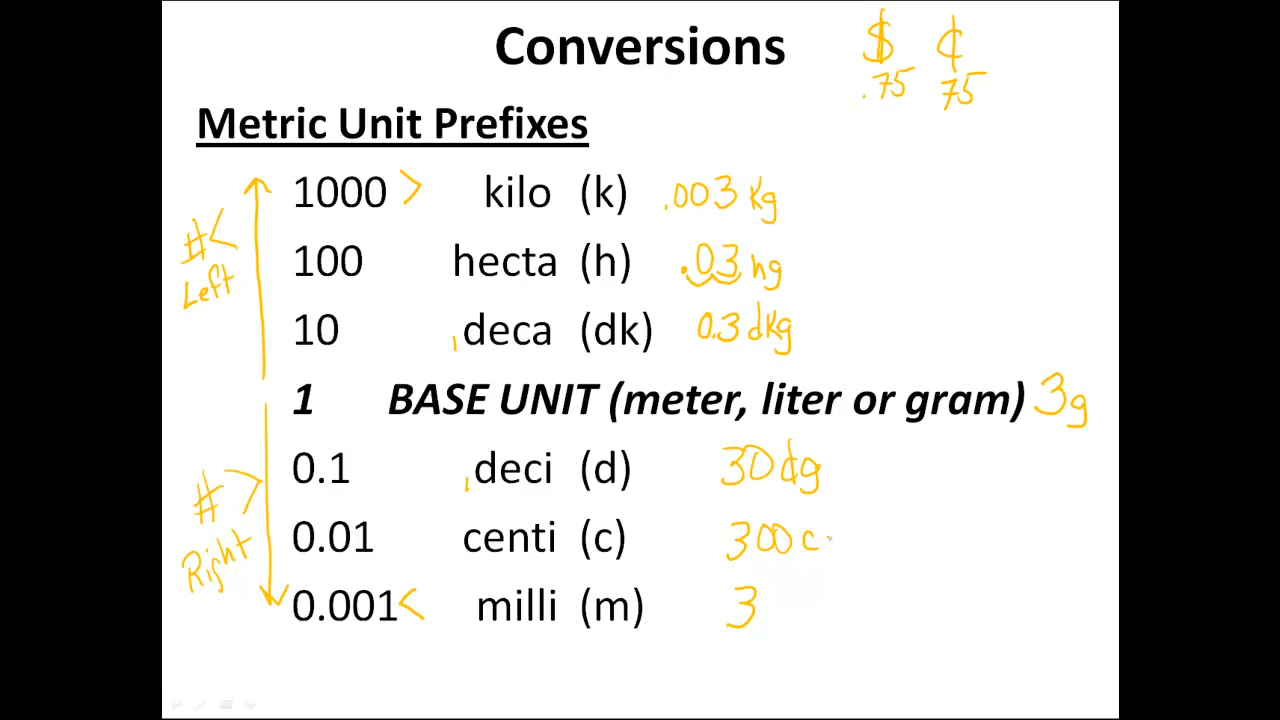 Conversions $ ¢
.75 75
Metric Unit Prefixes
1000 > kilo (k) .003 kg
# <
Left
100 hecta (h) .03 hg
10 deca (dk) 0.3 dkg
1 BASE UNIT (meter, liter or gram) 3g
0.1 deci (d) 30 dg
# >
Right
0.01 centi (c) 300 c
0.001 < milli (m) 3